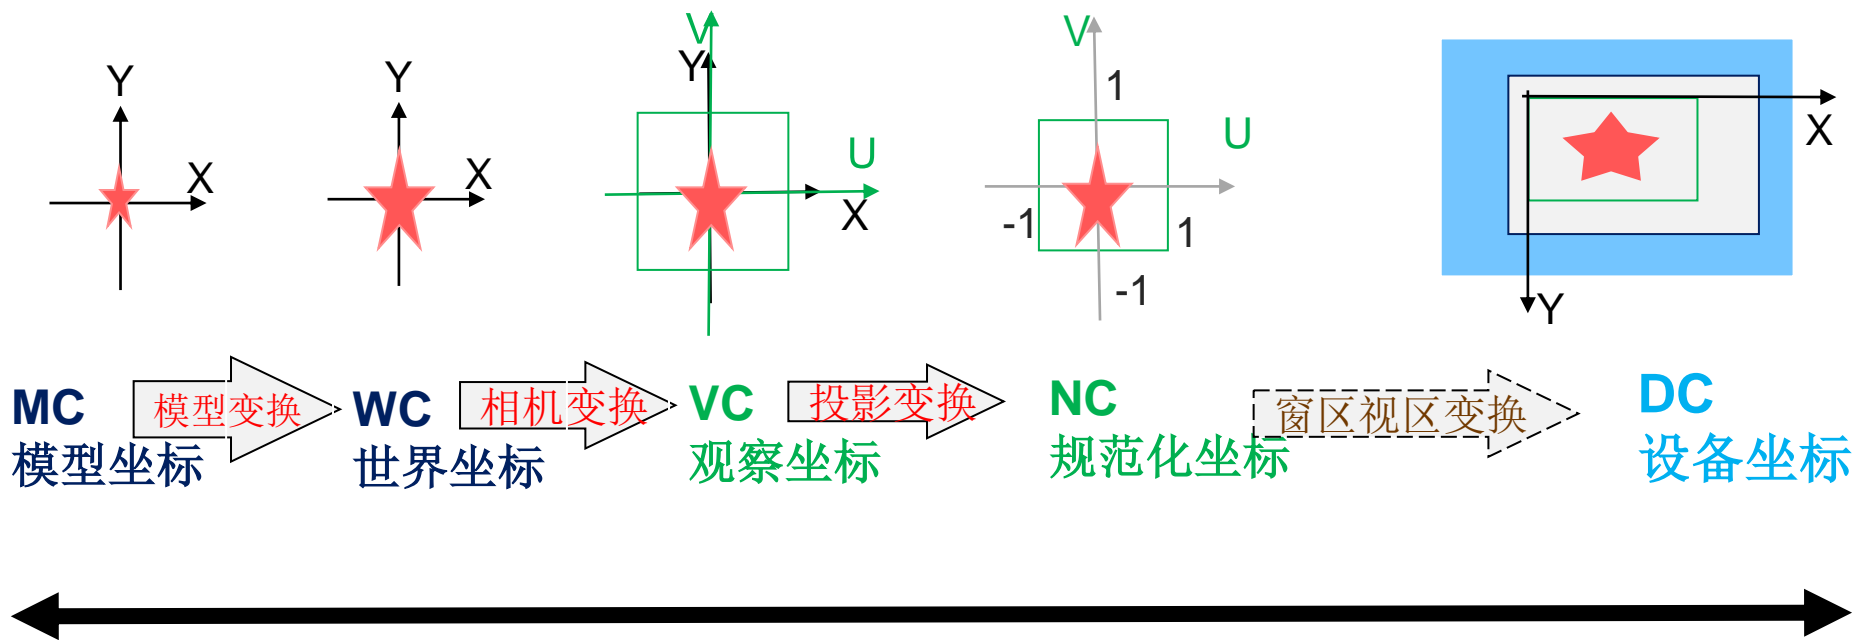 Y
X
Y
X
V
Y
U
X
V
1
U
-1
1
-1
X
Y
MC
模型坐标
模型变换
WC
世界坐标
相机变换
VC
观察坐标
投影变换
NC
规范化坐标
窗区视区变换
DC
设备坐标